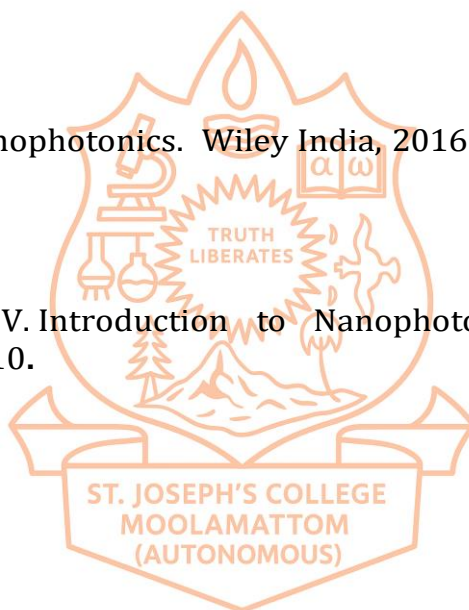 nophotonics. Wiley India, 2016
α ω
TRUTH
LIBERATES
V. Introduction to Nanophoto
10.
ST. JOSEPH'S COLLEGE
MOOLAMATTOM
(AUTONOMOUS)